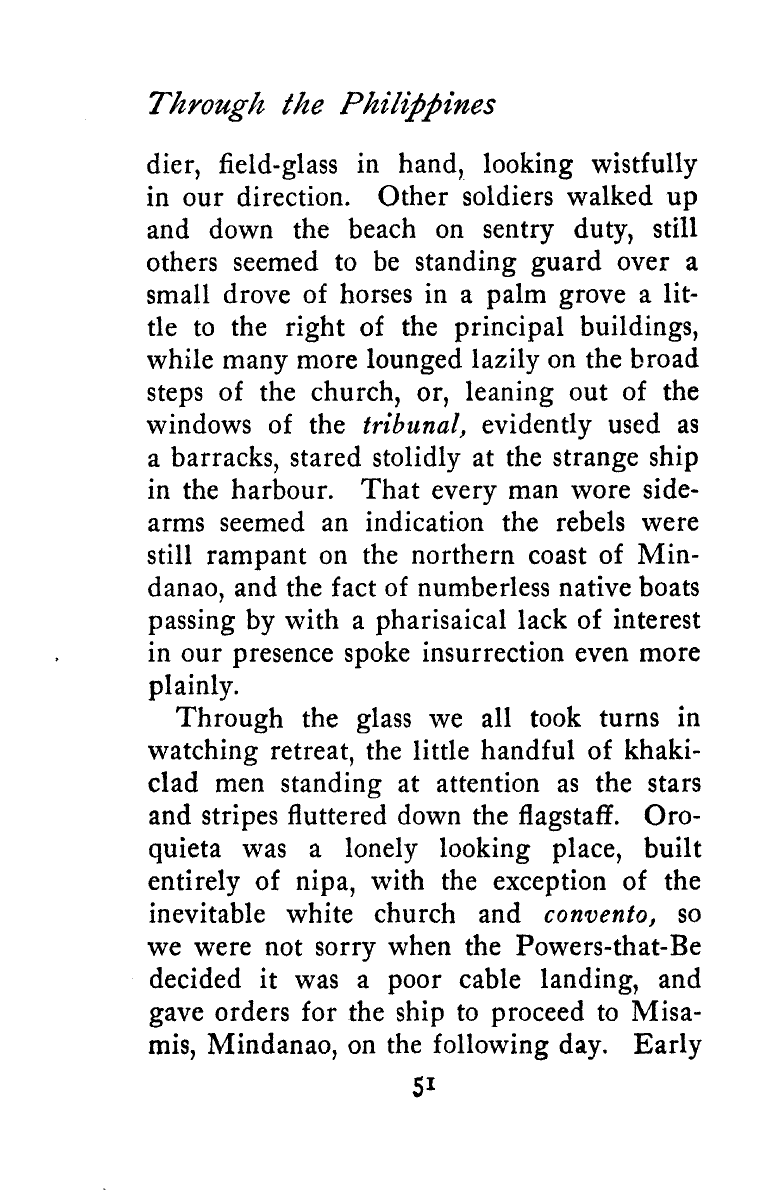 Through the Philippines
dier, field-glass in hand, looking wistfully
in our direction. Other soldiers walked up
and down the beach on sentry duty, still
others seemed to be standing guard over a
small drove of horses in a palm grove a lit-
tle to the right of the principal buildings,
while many more lounged lazily on the broad
steps of the church, or, leaning out of the
windows of the tribunal, evidently used as
a barracks, stared stolidly at the strange ship
in the harbour. That every man wore side-
arms seemed an indication the rebels were
still rampant on the northern coast of Min-
danao, and the fact of numberless native boats
passing by with a pharisaical lack of interest
in our presence spoke insurrection even more
plainly.
Through the glass we all took turns in
watching retreat, the little handful of khaki-
clad men standing at attention as the stars
and stripes fluttered down the flagstaff. Oro-
quieta was a lonely looking place, built
entirely of nipa, with the exception of the
inevitable white church and convento, so
we were not sorry when the Powers-that-Be
decided it was a poor cable landing, and
gave orders for the ship to proceed to Misa-
mis, Mindanao, on the following day. Early
51